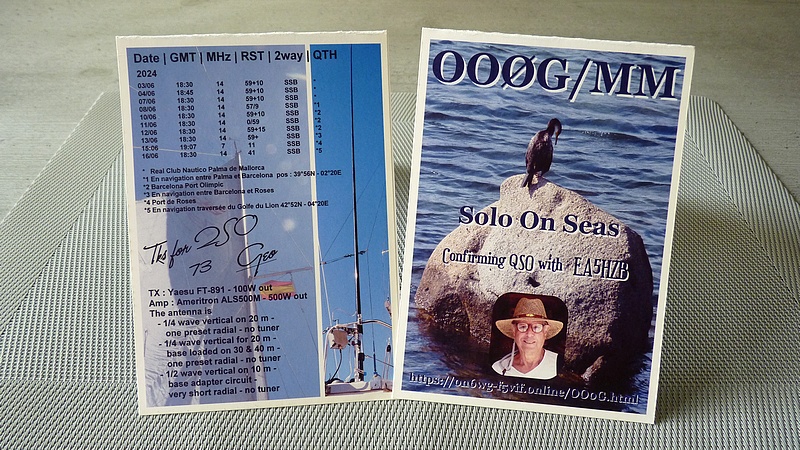 Date | GMT | MHz | RST | 2way | QTH
2024
03/06 18:30 14 59+10 SSB *
04/06 18:45 14 59+10 SSB *
07/06 18:30 14 59+10 SSB *
08/06 18:30 14 57/9 SSB *1
10/06 18:30 14 59+10 SSB *2
11/06 18:30 14 0/59 SSB *2
12/06 18:30 14 59+15 SSB *2
13/06 18:30 14 59+ SSB *3
15:06 19:07 7 11 SSB *4
16/06 18:30 14 41 SSB *5
* Real Club Nautico Palma de Mallorca
*1 En navigation entre Palma et Barcelona pos : 39°56N - 02°20E
*2 Barcelona Port Olimpic
*3 En navigation entre Barcelona et Roses
*4 Port de Roses
*5 En navigation traversée du Golfe du Lion 42°52N - 04°20E
Tks for QSO
73 Geo
TX : Yaesu FT-891 - 100W out
Amp : Ameritron ALS500M - 500W out
The antenna is
- 1/4 wave vertical on 20 m -
one preset radial - no tuner
- 1/4 wave vertical for 20 m -
base loaded on 30 & 40 m -
one preset radial - no tuner
- 1/2 wave vertical on 10 m -
base adapter circuit -
very short radial - no tuner
OOØG/MM
Solo On Seas
Confirming QSO with EA5HZB
https://on6wg-f5vif.online/OOoG.html